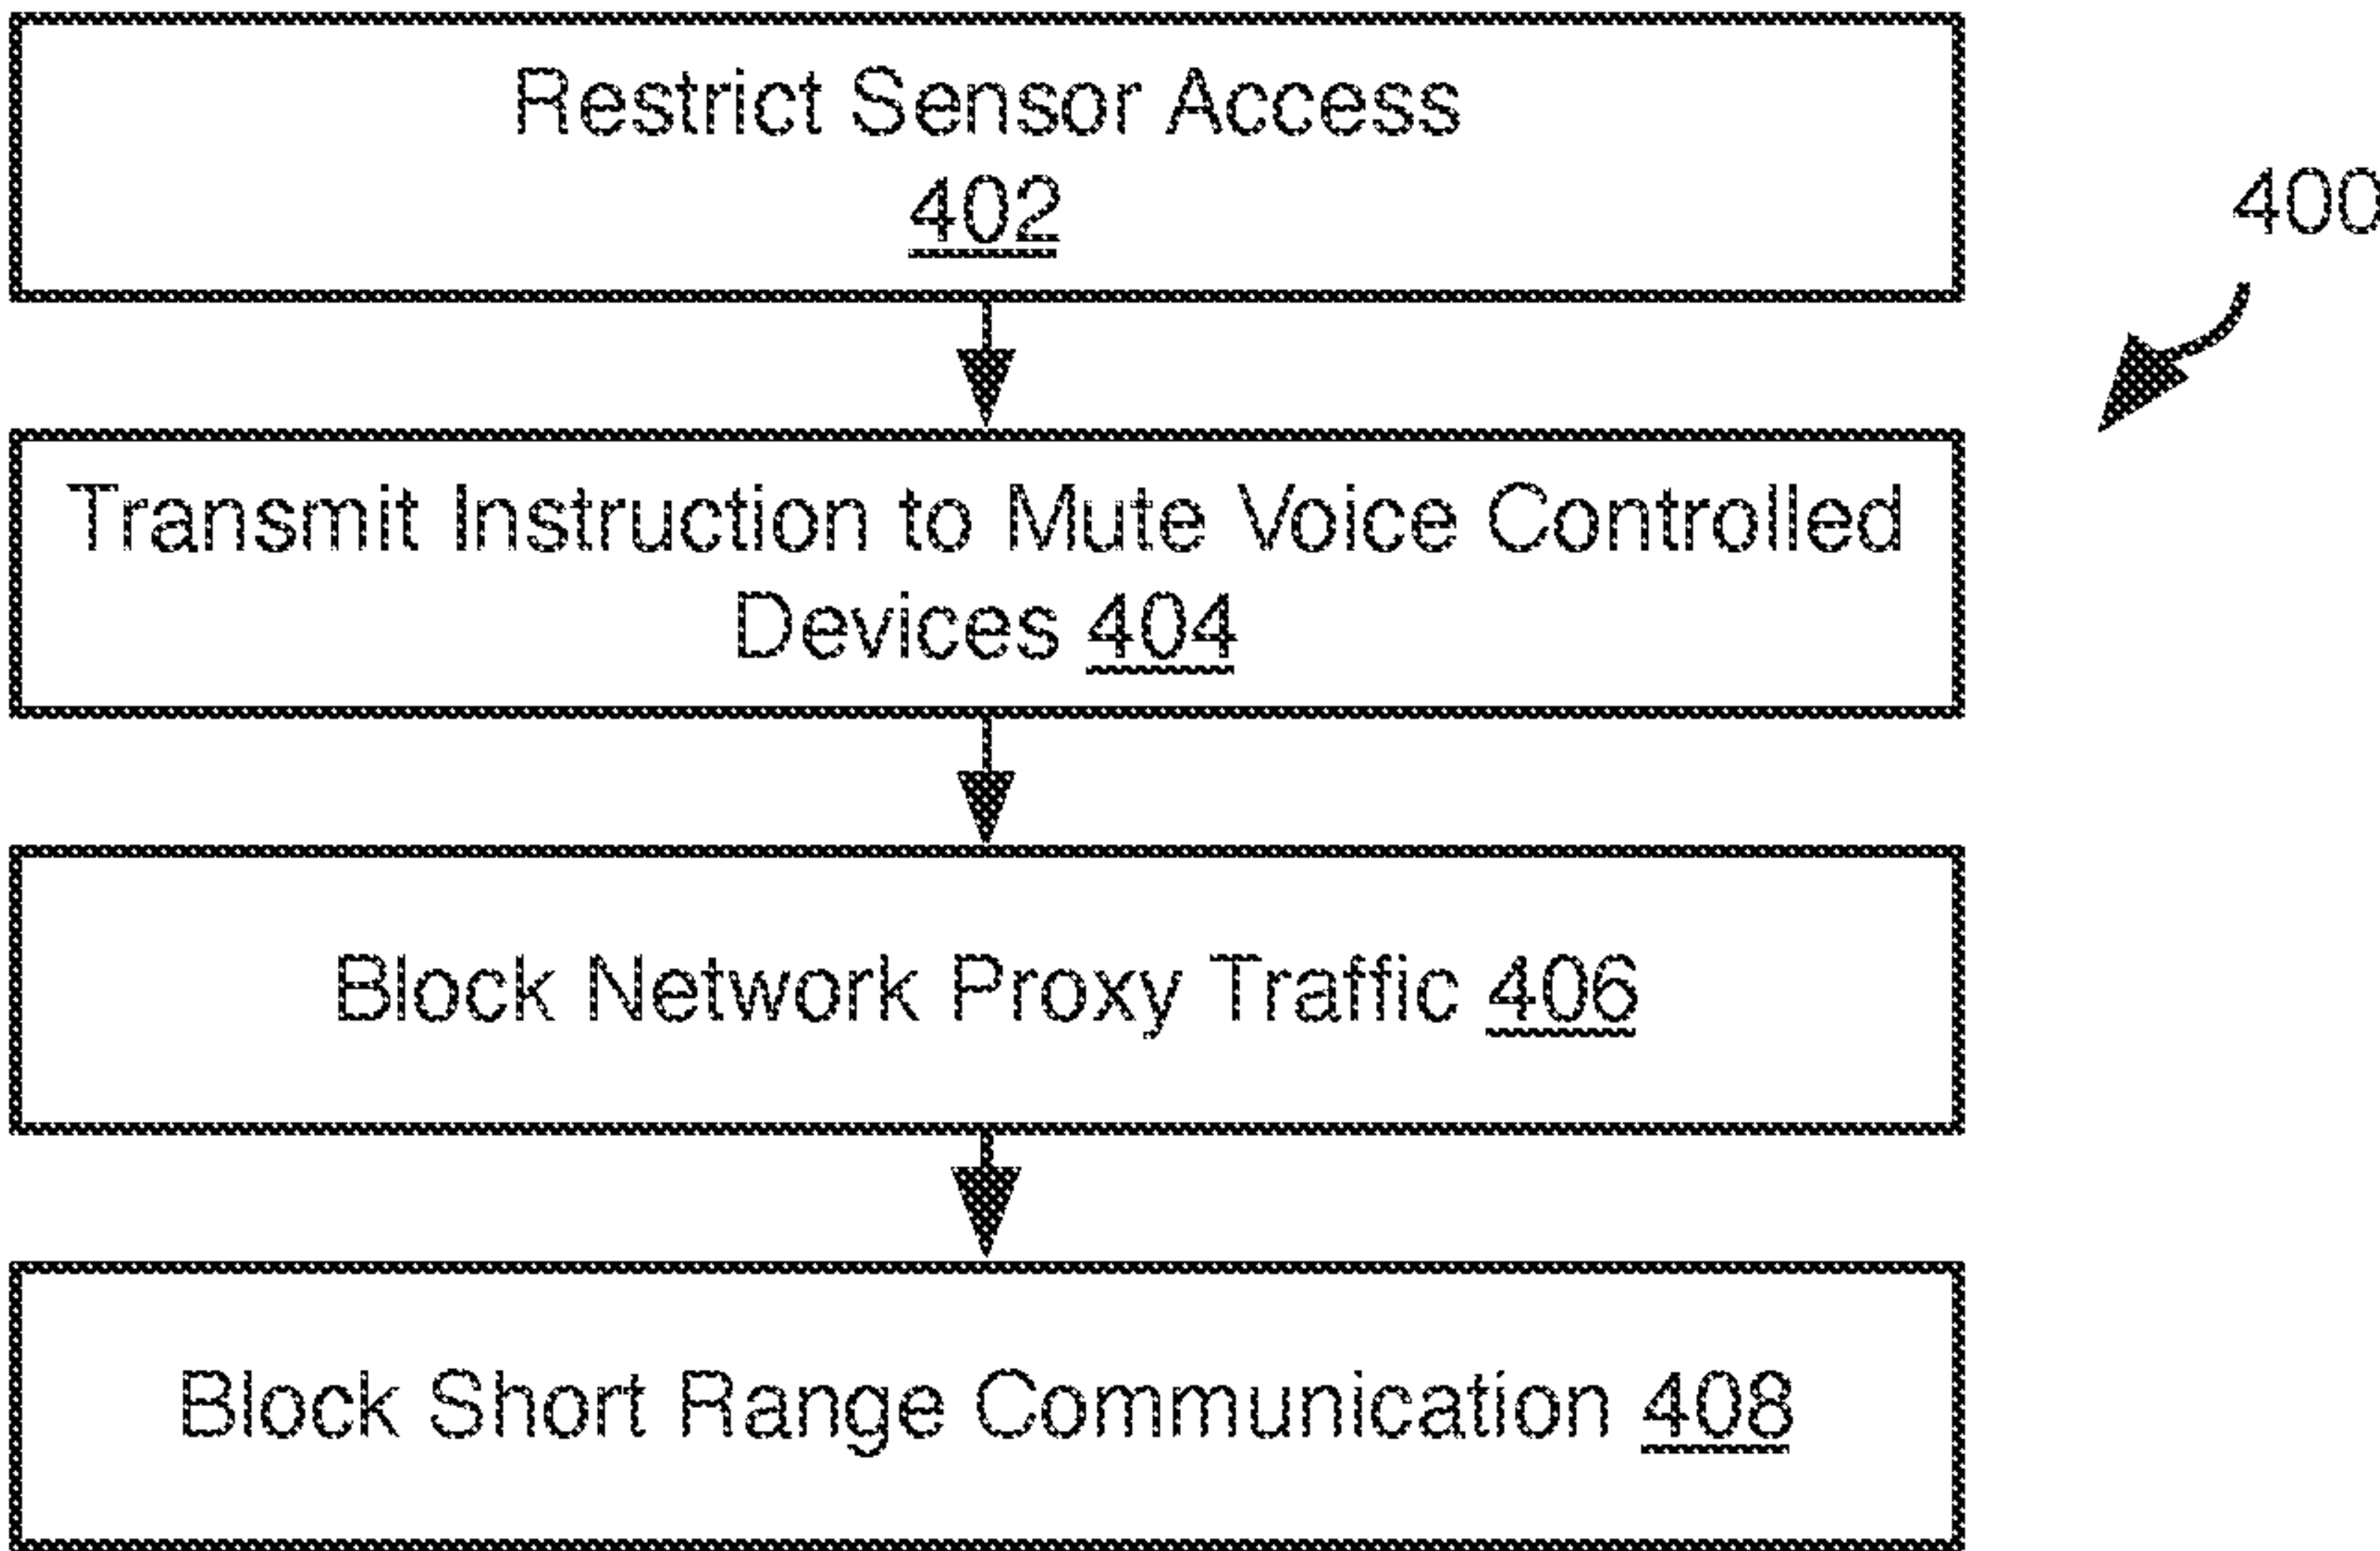 Restrict Sensor Access
402
400
Transmit Instruction to Mute Voice Controlled
Devices 404
Block Network Proxy Traffic 406
Block Short Range Communication 408